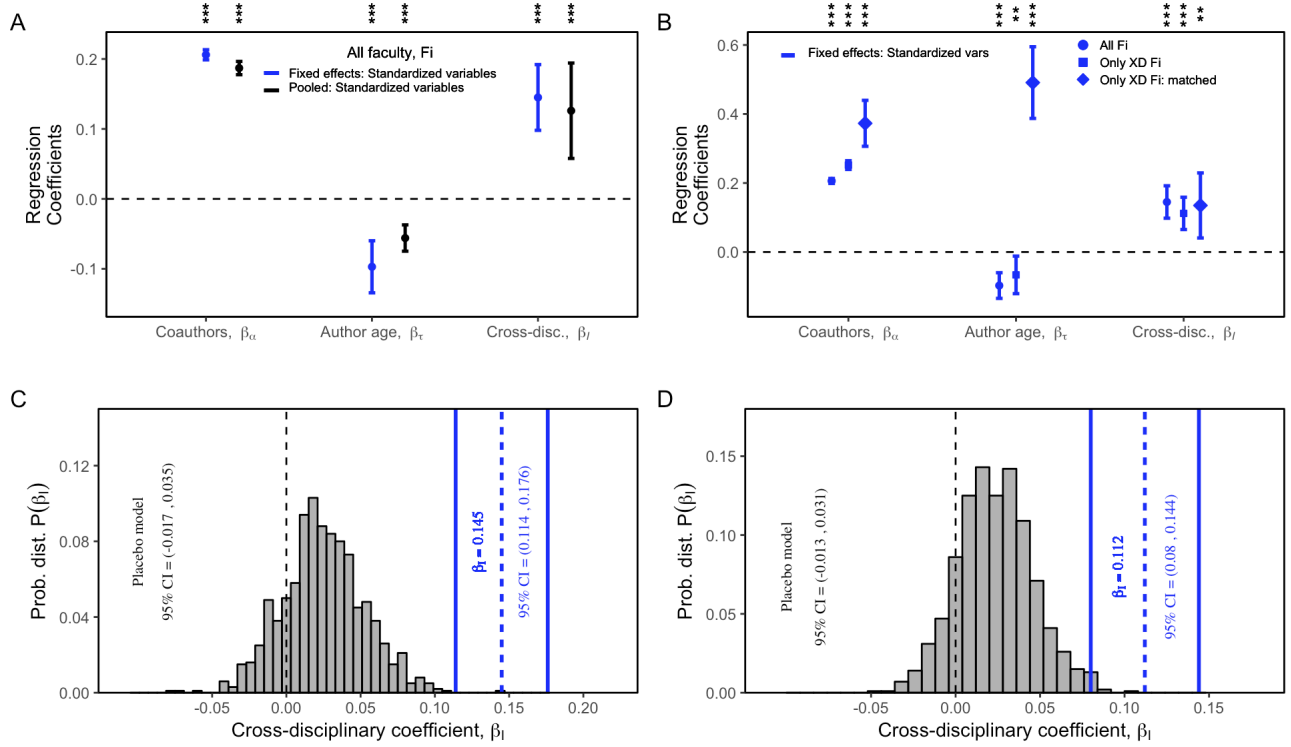 A
***
***
***
***
***
***
All faculty, Fi
Fixed effects: Standardized variables
Pooled: Standardized variables
Regression
Coefficients
0.2
0.1
0.0
-0.1
Coauthors, βα
Author age, βτ
Cross-disc., βI
B
***
***
***
***
**
***
***
***
**
Fixed effects: Standardized vars
All Fi
Only XD Fi
Only XD Fi: matched
Regression
Coefficients
0.6
0.4
0.2
0.0
Coauthors, βα
Author age, βτ
Cross-disc., βI
C
Prob. dist. P(βI)
0.12
0.08
0.04
0.00
Placebo model
95% CI = (-0.017 , 0.035)
βI = 0.145
95% CI = (0.114 , 0.176)
-0.05
0.00
0.05
0.10
0.15
0.20
Cross-disciplinary coefficient, βI
D
Prob. dist. P(βI)
0.15
0.10
0.05
0.00
Placebo model
95% CI = (-0.013 , 0.031)
βI = 0.112
95% CI = (0.08 , 0.144)
-0.05
0.00
0.05
0.10
0.15
Cross-disciplinary coefficient, βI